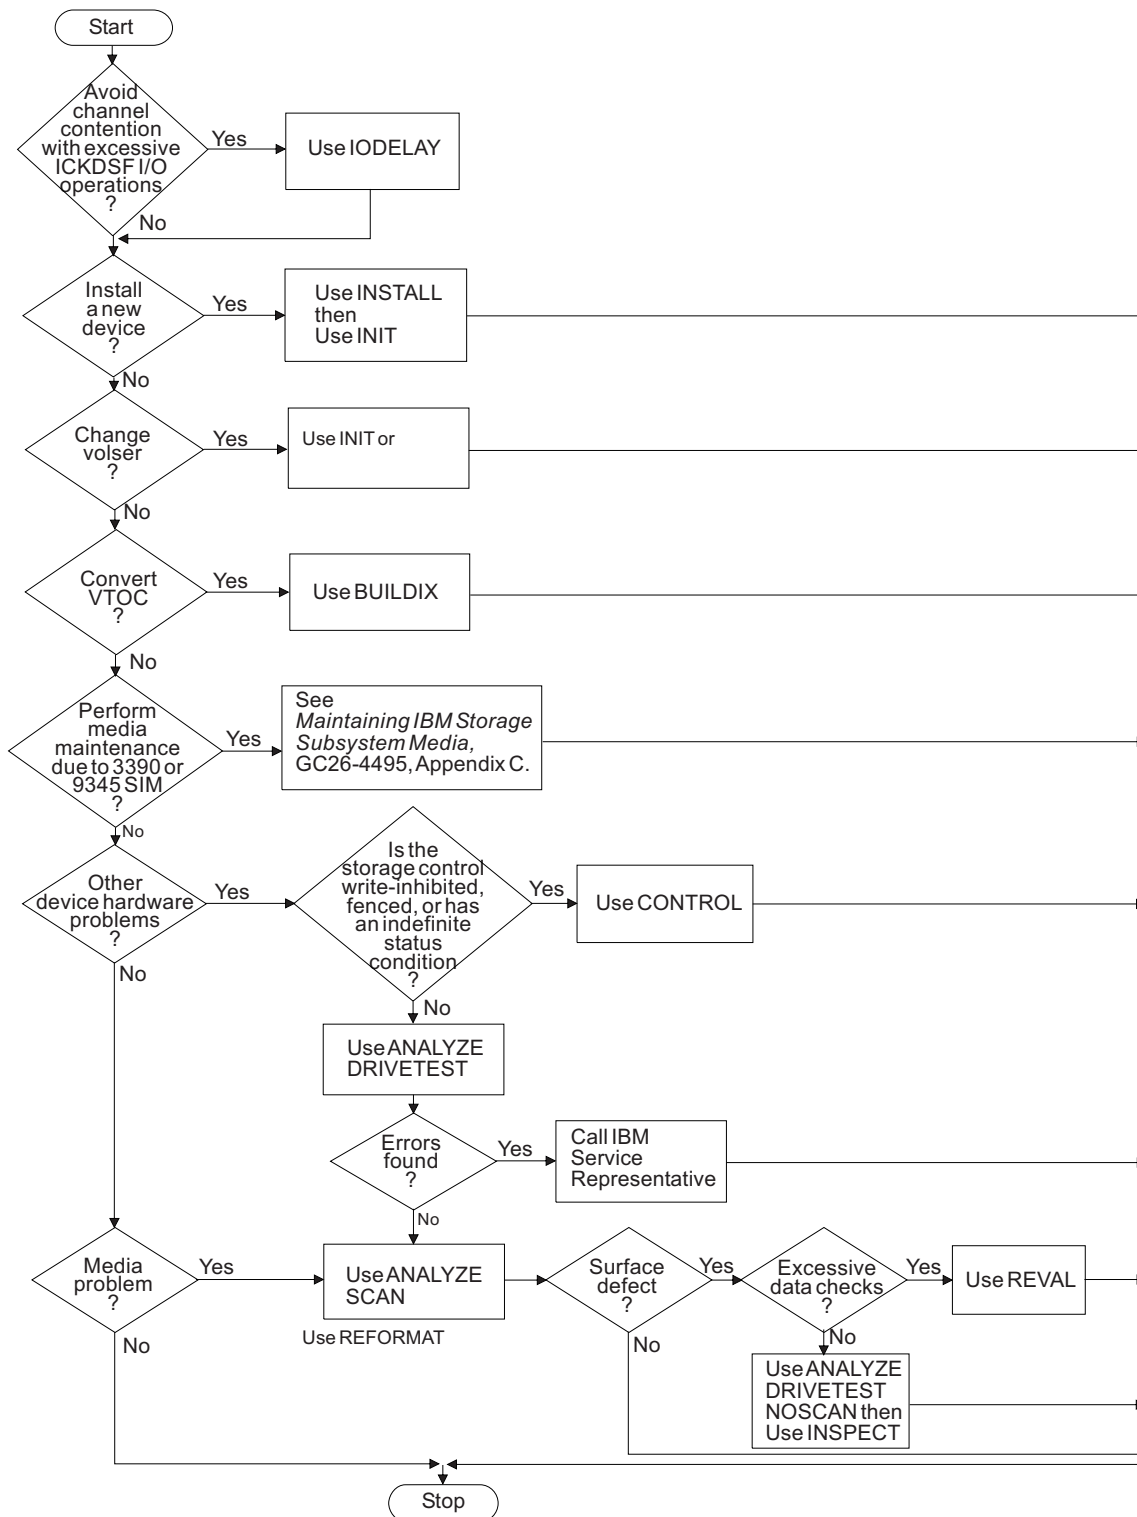 Start
Avoid
channel
contention
with excessive
ICKDSF I/O
operations
?
Yes
Use IODELAY
No
Install
a new
device
?
Yes
Use INSTALL
then
Use INIT
No
Change
volser
?
Yes
Use INIT or
No
Convert
VTOC
?
Yes
Use BUILDIX
No
Perform
media
maintenance
due to 3390 or
9345 SIM
?
Yes
See
Maintaining IBM Storage
Subsystem Media,
GC26-4495, Appendix C.
No
Other
device hardware
problems
?
Yes
Is the
storage control
write-inhibited,
fenced, or has
an indefinite
status
condition
?
Yes
Use CONTROL
No
No
Use ANALYZE
DRIVETEST
Errors
found
?
Yes
Call IBM
Service
Representative
No
Media
problem
?
Yes
Use ANALYZE
SCAN
Use REFORMAT
Surface
defect
?
Yes
Excessive
data checks
?
Yes
Use REVAL
No
No
No
Use ANALYZE
DRIVETEST
NOSCAN then
Use INSPECT
Stop